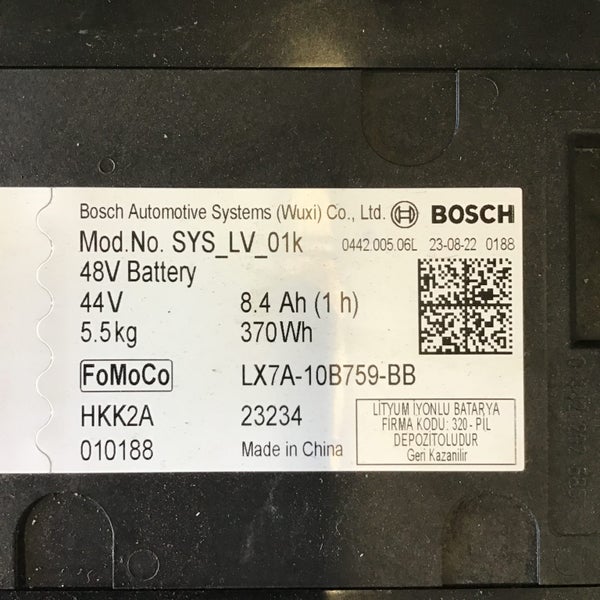 Bosch Automotive Systems (Wuxi) Co., Ltd. BOSCH
Mod.No. SYS_LV_01k 0442.005.06L 23-08-22 0188
48V Battery
44V 8.4 Ah (1 h)
5.5kg 370Wh
FoMoCo LX7A-10B759-BB
HKK2A 23234
010188 Made in China
LİTYUM İYONLU BATARYA
FİRMA KODU: 320 - PİL
DEPOZİTOLUDUR
Geri Kazanilir